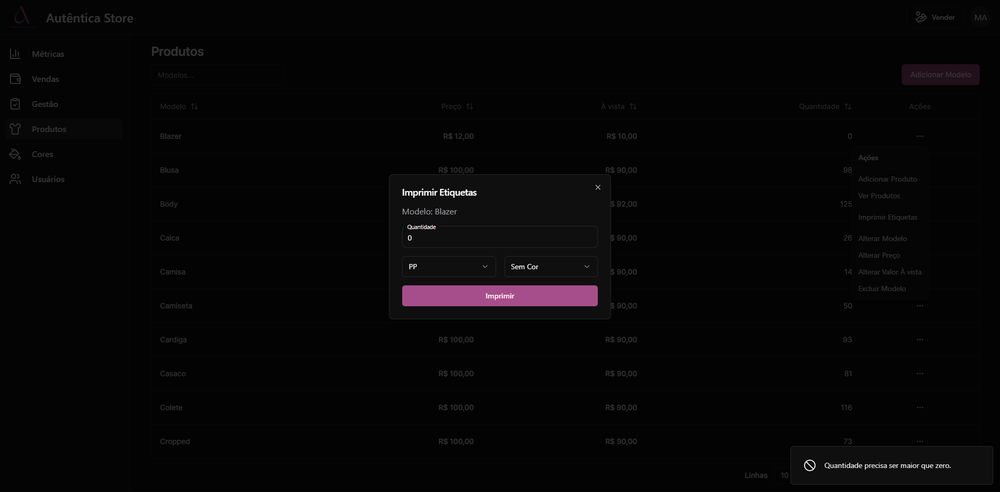 Autêntica Store
Vender
MA
Métricas
Vendas
Gestão
Produtos
Cores
Usuários
Produtos
Modelos...
Adicionar Modelo
Modelo Preço À vista Quantidade Ações
Blazer R$ 12,00 R$ 10,00 0
Blusa R$ 100,00 R$ 90,00 98
Body $ 92,00 125
Calca $ 90,00 26
Camisa $ 90,00 14
Camiseta $ 90,00 50
Cardiga R$ 100,00 R$ 90,00 93
Casaco R$ 100,00 R$ 90,00 81
Colete R$ 100,00 R$ 90,00 116
Cropped R$ 100,00 R$ 90,00 73
Ações
Adicionar Produto
Ver Produtos
Imprimir Etiquetas
Alterar Modelo
Alterar Preço
Alterar Valor À vista
Excluir Modelo
Imprimir Etiquetas
Modelo: Blazer
Quantidade
0
PP
Sem Cor
Imprimir
Linhas 10
Quantidade precisa ser maior que zero.